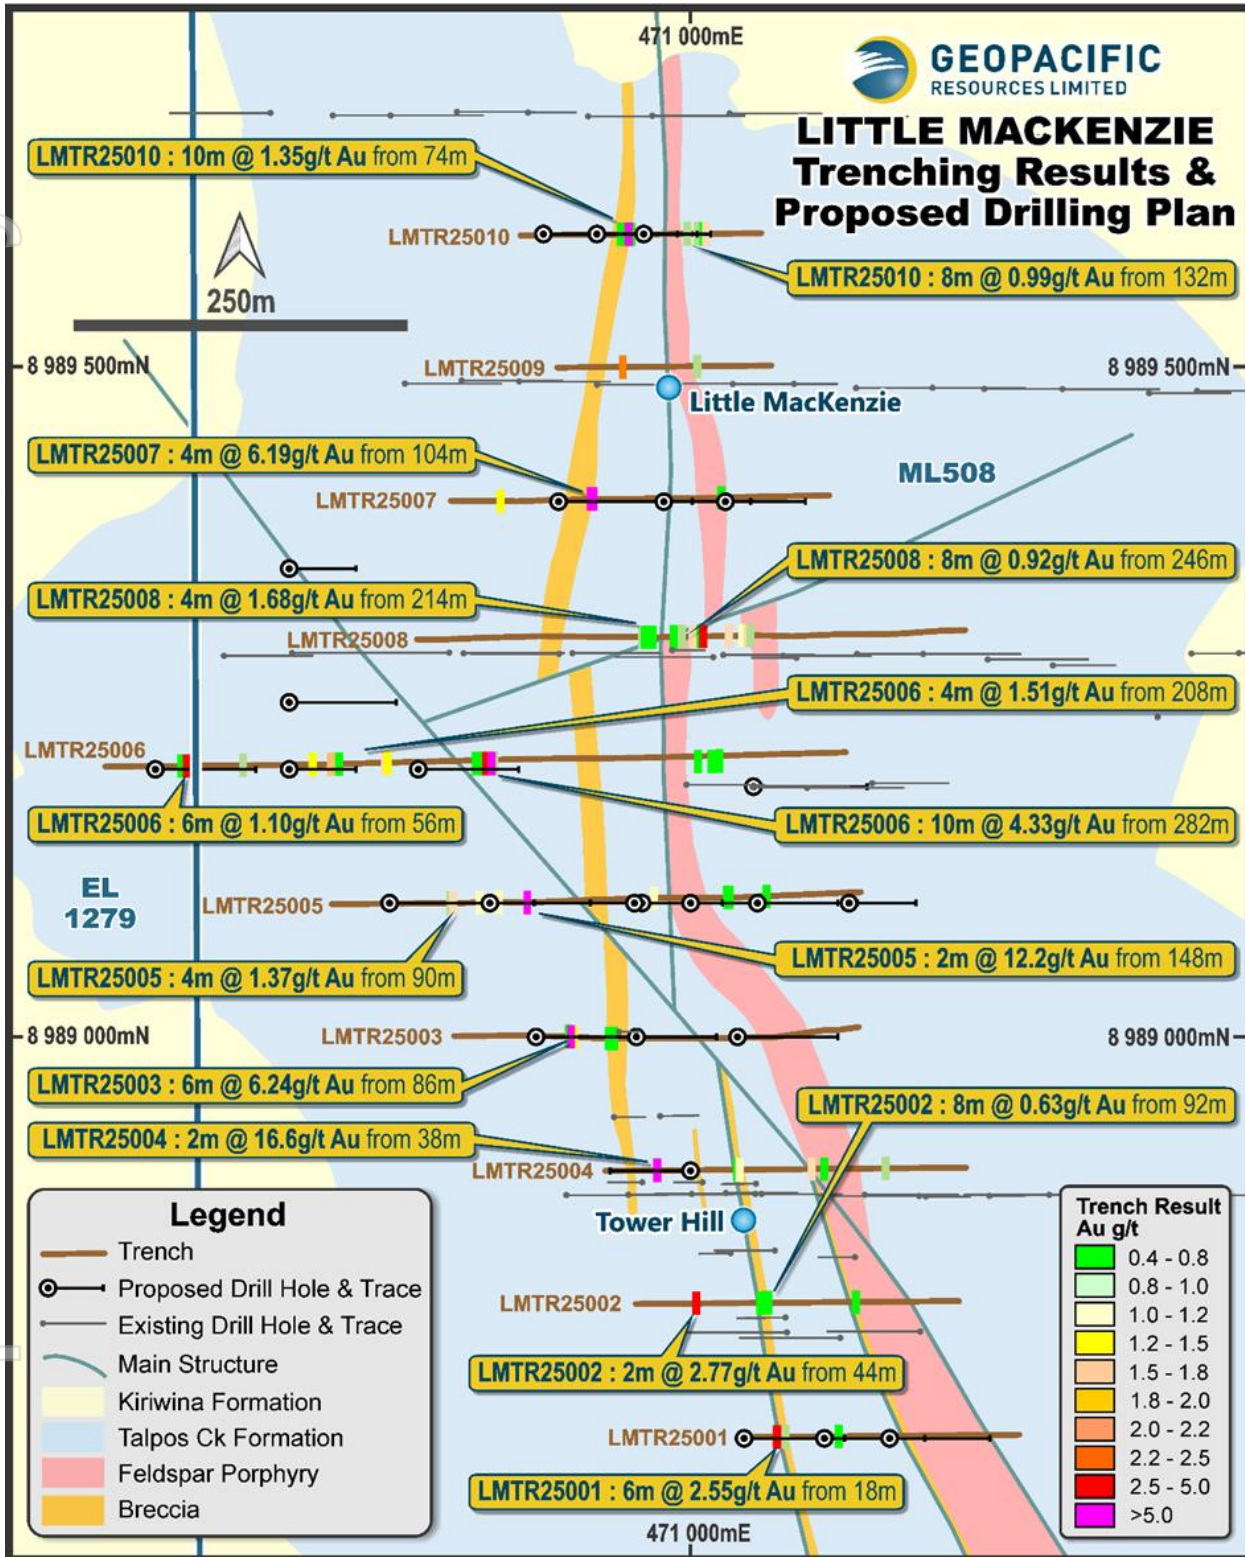 471 000mE
GEOPACIFIC
RESOURCES LIMITED
LITTLE MACKENZIE
Trenching Results &
Proposed Drilling Plan
LMTR25010 : 10m @ 1.35g/t Au from 74m
LMTR25010
LMTR25010 : 8m @ 0.99g/t Au from 132m
250m
8 989 500mN
LMTR25009
8 989 500mN
Little MacKenzie
LMTR25007 : 4m @ 6.19g/t Au from 104m
ML508
LMTR25007
LMTR25008 : 8m @ 0.92g/t Au from 246m
LMTR25008 : 4m @ 1.68g/t Au from 214m
LMTR25008
LMTR25006 : 4m @ 1.51g/t Au from 208m
LMTR25006
LMTR25006 : 6m @ 1.10g/t Au from 56m
LMTR25006 : 10m @ 4.33g/t Au from 282m
EL
1279
LMTR25005
LMTR25005 : 2m @ 12.2g/t Au from 148m
LMTR25005 : 4m @ 1.37g/t Au from 90m
8 989 000mN
LMTR25003
8 989 000mN
LMTR25003 : 6m @ 6.24g/t Au from 86m
LMTR25002 : 8m @ 0.63g/t Au from 92m
LMTR25004 : 2m @ 16.6g/t Au from 38m
LMTR25004
Tower Hill
LMTR25002
LMTR25002 : 2m @ 2.77g/t Au from 44m
LMTR25001
LMTR25001 : 6m @ 2.55g/t Au from 18m
471 000mE
Legend
Trench
Proposed Drill Hole & Trace
Existing Drill Hole & Trace
Main Structure
Kiriwina Formation
Talpos Ck Formation
Feldspar Porphyry
Breccia
Trench Result
Au g/t
0.4 - 0.8
0.8 - 1.0
1.0 - 1.2
1.2 - 1.5
1.5 - 1.8
1.8 - 2.0
2.0 - 2.2
2.2 - 2.5
2.5 - 5.0
>5.0